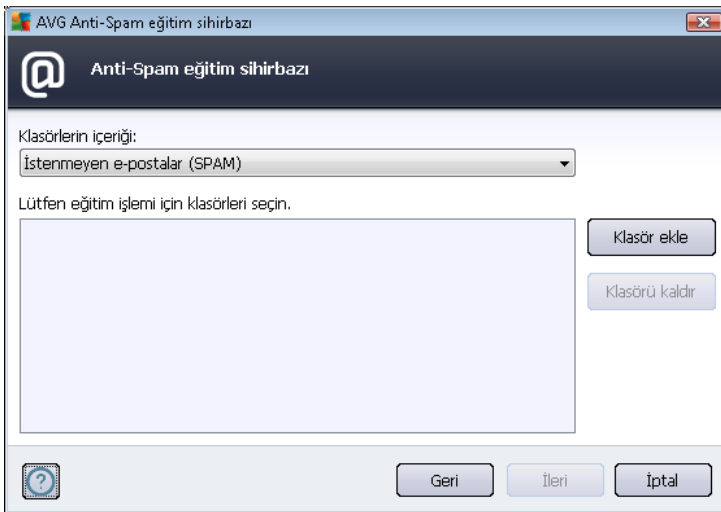 AVG Anti-Spam eğitim sihirbazı
Anti-Spam eğitim sihirbazı
Klasörlerin içeriği:
İstenmeyen e-postalar (SPAM)
Lütfen eğitim işlemi için klasörleri seçin.
Klasör ekle
Klasörü kaldır
Geri
İleri
İptal